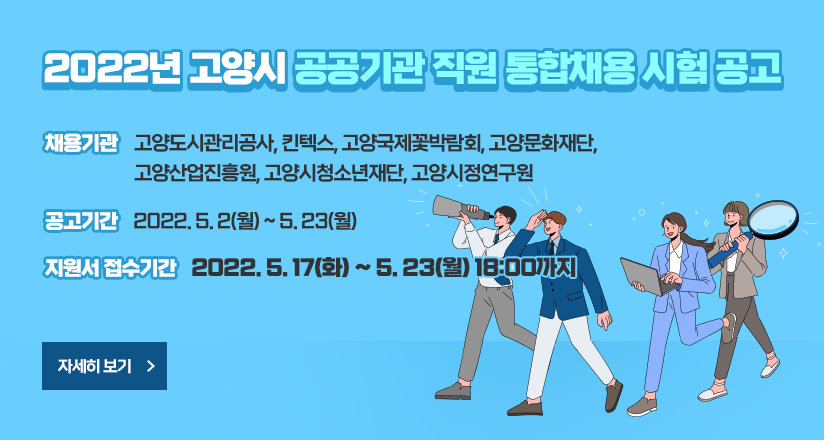 2022년 고양시 공공기관 직원 통합채용 시험 공고
채용기관 고양도시관리공사, 킨텍스, 고양국제꽃박람회, 고양문화재단,
고양산업진흥원, 고양시청소년재단, 고양시정연구원
공고기간 2022. 5. 2(월) ~ 5. 23(월)
지원서 접수기간 2022. 5. 17(화) ~ 5. 23(월) 18:00까지
자세히 보기 >